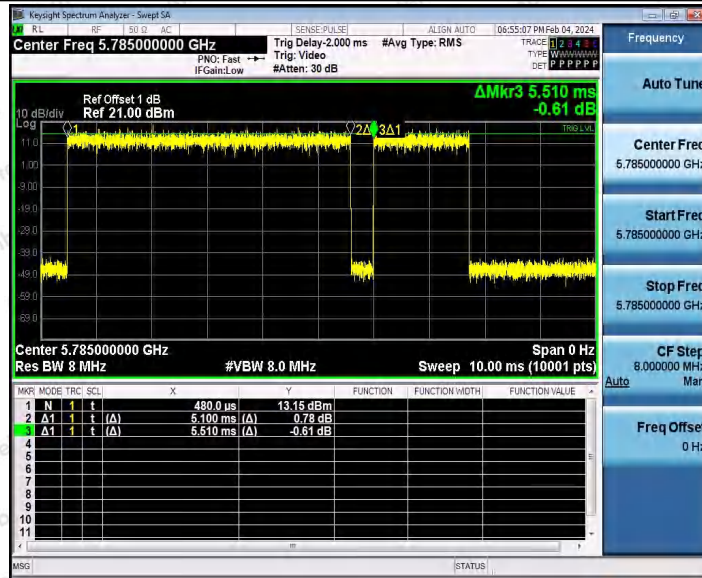 Keysight Spectrum Analyzer - Swept SA
RL RF 50 Ω AC SENSE:PULSE ALIGN AUTO 06:55:07 PM Feb 04, 2024
Center Freq 5.785000000 GHz
PNO: Fast
IFGain:Low
Trig Delay-2.000 ms
Trig: Video
#Atten: 30 dB
#Avg Type: RMS
TRACE 1 2 3 4 5 6
TYPE W
DET P P P P P P
ΔMkr3 5.510 ms
-0.61 dB
Ref Offset 1 dB
10 dB/div Ref 21.00 dBm
Log
1 2Δ1 3Δ1
TRIG LVL
11.0
1.00
-9.00
-19.0
-29.0
-39.0
-49.0
-59.0
-69.0
Center 5.785000000 GHz Span 0 Hz
Res BW 8 MHz #VBW 8.0 MHz Sweep 10.00 ms (10001 pts)
MKR MODE TRC SCL X Y FUNCTION FUNCTION WIDTH FUNCTION VALUE
1 N 1 t 480.0 µs 13.15 dBm
2 Δ1 1 t (Δ) 5.100 ms (Δ) 0.78 dB
3 Δ1 1 t (Δ) 5.510 ms (Δ) -0.61 dB
4
5
6
7
8
9
10
11
MSG STATUS
Frequency
Auto Tune
Center Freq
5.785000000 GHz
Start Freq
5.785000000 GHz
Stop Freq
5.785000000 GHz
CF Step
8.000000 MHz
Auto Man
Freq Offset
0 Hz